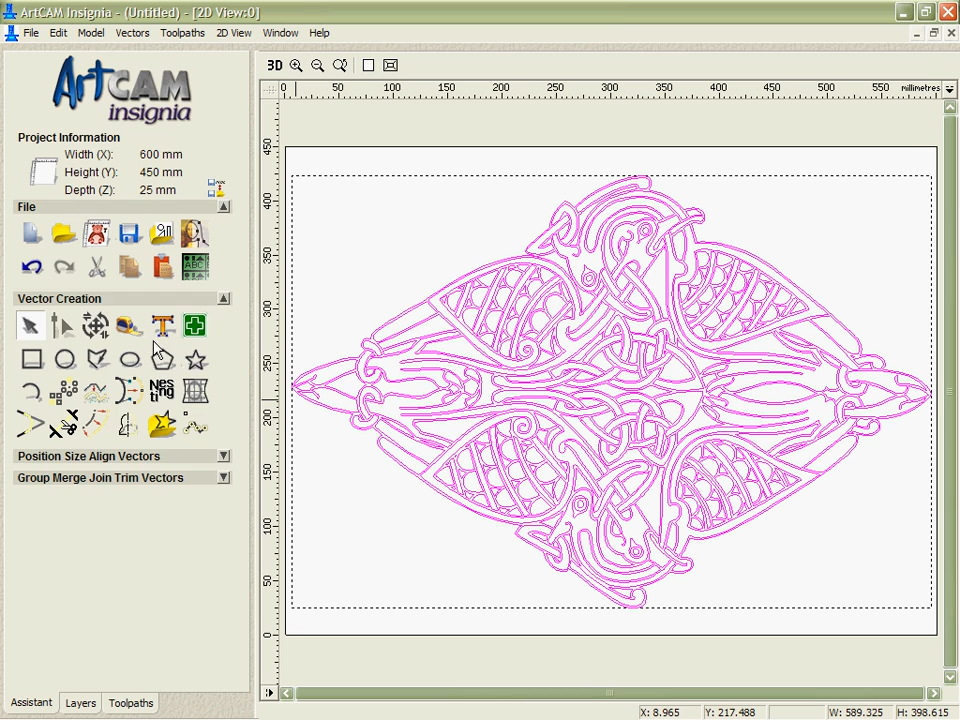 ArtCAM Insignia - (Untitled) - [2D View:0]
File Edit Model Vectors Toolpaths 2D View Window Help
ArtCAM
insignia
3D
0 50 100 150 200 250 300 350 400 450 500 550 millimetres
Project Information
Width (X): 600 mm
Height (Y): 450 mm
Depth (Z): 25 mm
File
ABC
Vector Creation
T
Nes
ting
Position Size Align Vectors
Group Merge Join Trim Vectors
450
400
350
300
250
200
150
100
50
0
Assistant Layers Toolpaths
X: 8.965 Y: 217.488 W: 589.325 H: 398.615